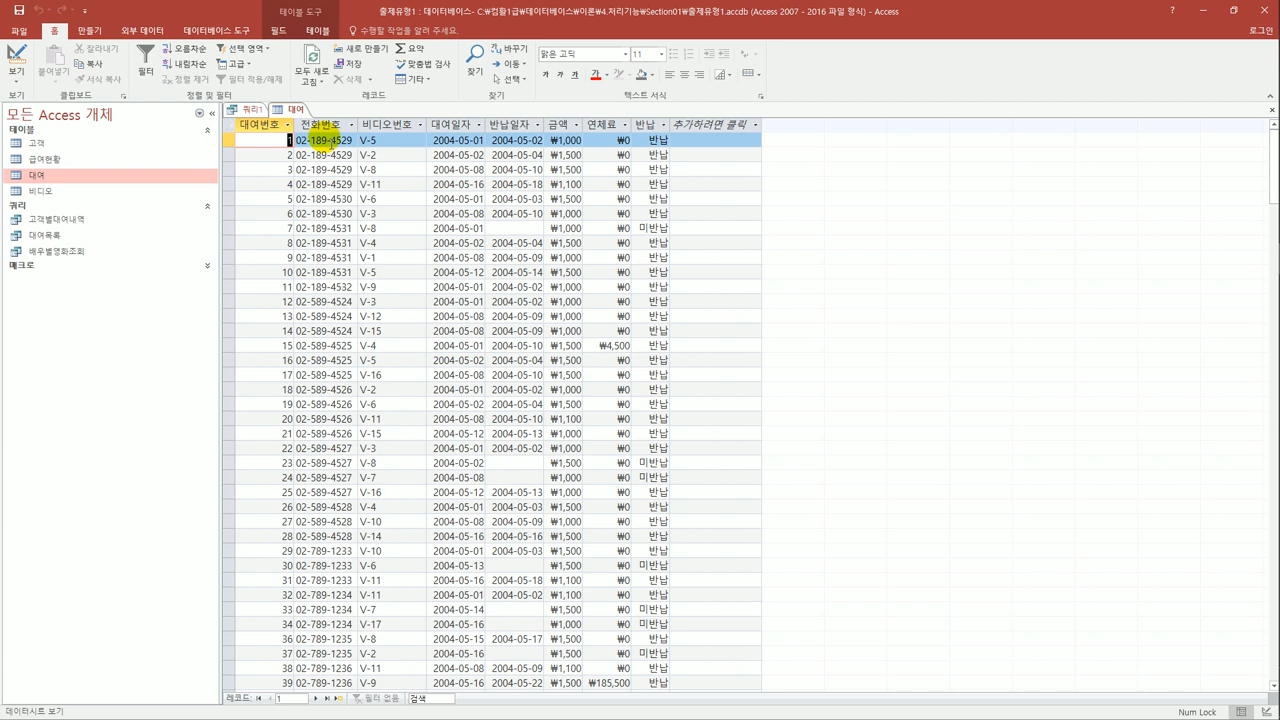 테이블 도구
출제유형1 : 데이터베이스- C:₩컴활1급₩데이터베이스₩이론₩4.처리기능₩Section01₩출제유형1.accdb (Access 2007 - 2016 파일 형식) - Access
파일 홈 만들기 외부 데이터 데이터베이스 도구 필드 테이블 수행할 작업을 알려 주세요. 로그인
보기 붙여넣기 잘라내기 필터 오름차순 선택 영역 모두 새로 고침 새로 만들기 요약 찾기 바꾸기 맑은 고딕 11
복사 내림차순 고급 저장 맞춤법 검사 이동
서식 복사 정렬 제거 필터 적용/해제 삭제 기타 선택 가 가 가 가
보기 클립보드 정렬 및 필터 레코드 찾기 텍스트 서식
모든 Access 개체
테이블
고객
급여현황
대여
비디오
쿼리
고객별대여내역
대여목록
배우별영화조회
매크로
쿼리1 대여
대여번호 전화번호 비디오번호 대여일자 반납일자 금액 연체료 반납 추가하려면 클릭
1 02-189-4529 V-5 2004-05-01 2004-05-02 ₩1,000 ₩0 반납
2 02-189-4529 V-2 2004-05-02 2004-05-04 ₩1,500 ₩0 반납
3 02-189-4529 V-8 2004-05-08 2004-05-10 ₩1,500 ₩0 반납
4 02-189-4529 V-11 2004-05-16 2004-05-18 ₩1,100 ₩0 반납
5 02-189-4530 V-6 2004-05-01 2004-05-03 ₩1,500 ₩0 반납
6 02-189-4530 V-3 2004-05-08 2004-05-10 ₩1,000 ₩0 반납
7 02-189-4531 V-8 2004-05-01 ₩1,000 ₩0 미반납
8 02-189-4531 V-4 2004-05-02 2004-05-04 ₩1,500 ₩0 반납
9 02-189-4531 V-1 2004-05-08 2004-05-09 ₩1,000 ₩0 반납
10 02-189-4531 V-5 2004-05-12 2004-05-14 ₩1,500 ₩0 반납
11 02-189-4532 V-9 2004-05-01 2004-05-02 ₩1,000 ₩0 반납
12 02-589-4524 V-3 2004-05-01 2004-05-02 ₩1,000 ₩0 반납
13 02-589-4524 V-12 2004-05-08 2004-05-09 ₩1,000 ₩0 반납
14 02-589-4524 V-15 2004-05-08 2004-05-09 ₩1,000 ₩0 반납
15 02-589-4525 V-4 2004-05-01 2004-05-10 ₩1,500 ₩4,500 반납
16 02-589-4525 V-5 2004-05-02 2004-05-04 ₩1,500 ₩0 반납
17 02-589-4525 V-16 2004-05-08 2004-05-10 ₩1,500 ₩0 반납
18 02-589-4526 V-2 2004-05-01 2004-05-02 ₩1,000 ₩0 반납
19 02-589-4526 V-6 2004-05-02 2004-05-04 ₩1,500 ₩0 반납
20 02-589-4526 V-11 2004-05-08 2004-05-10 ₩1,100 ₩0 반납
21 02-589-4526 V-15 2004-05-12 2004-05-13 ₩1,000 ₩0 반납
22 02-589-4527 V-3 2004-05-01 2004-05-02 ₩1,000 ₩0 반납
23 02-589-4527 V-8 2004-05-02 ₩1,500 ₩0 미반납
24 02-589-4527 V-7 2004-05-08 ₩1,000 ₩0 미반납
25 02-589-4527 V-16 2004-05-12 2004-05-13 ₩1,000 ₩0 반납
26 02-589-4528 V-4 2004-05-01 2004-05-03 ₩1,500 ₩0 반납
27 02-589-4528 V-10 2004-05-08 2004-05-09 ₩1,000 ₩0 반납
28 02-589-4528 V-14 2004-05-16 2004-05-16 ₩1,500 ₩0 반납
29 02-789-1233 V-10 2004-05-01 2004-05-03 ₩1,500 ₩0 반납
30 02-789-1233 V-6 2004-05-13 ₩1,500 ₩0 미반납
31 02-789-1233 V-11 2004-05-16 2004-05-18 ₩1,100 ₩0 반납
32 02-789-1234 V-11 2004-05-01 2004-05-02 ₩1,100 ₩0 반납
33 02-789-1234 V-7 2004-05-14 ₩1,500 ₩0 미반납
34 02-789-1234 V-17 2004-05-16 ₩1,000 ₩0 미반납
36 02-789-1235 V-8 2004-05-15 2004-05-17 ₩1,500 ₩0 반납
37 02-789-1235 V-2 2004-05-16 ₩1,500 ₩0 미반납
38 02-789-1236 V-11 2004-05-08 2004-05-09 ₩1,100 ₩0 반납
39 02-789-1236 V-9 2004-05-16 2004-05-22 ₩1,500 ₩185,500 반납
레코드: 1 필터 없음 검색
데이터시트 보기 Num Lock